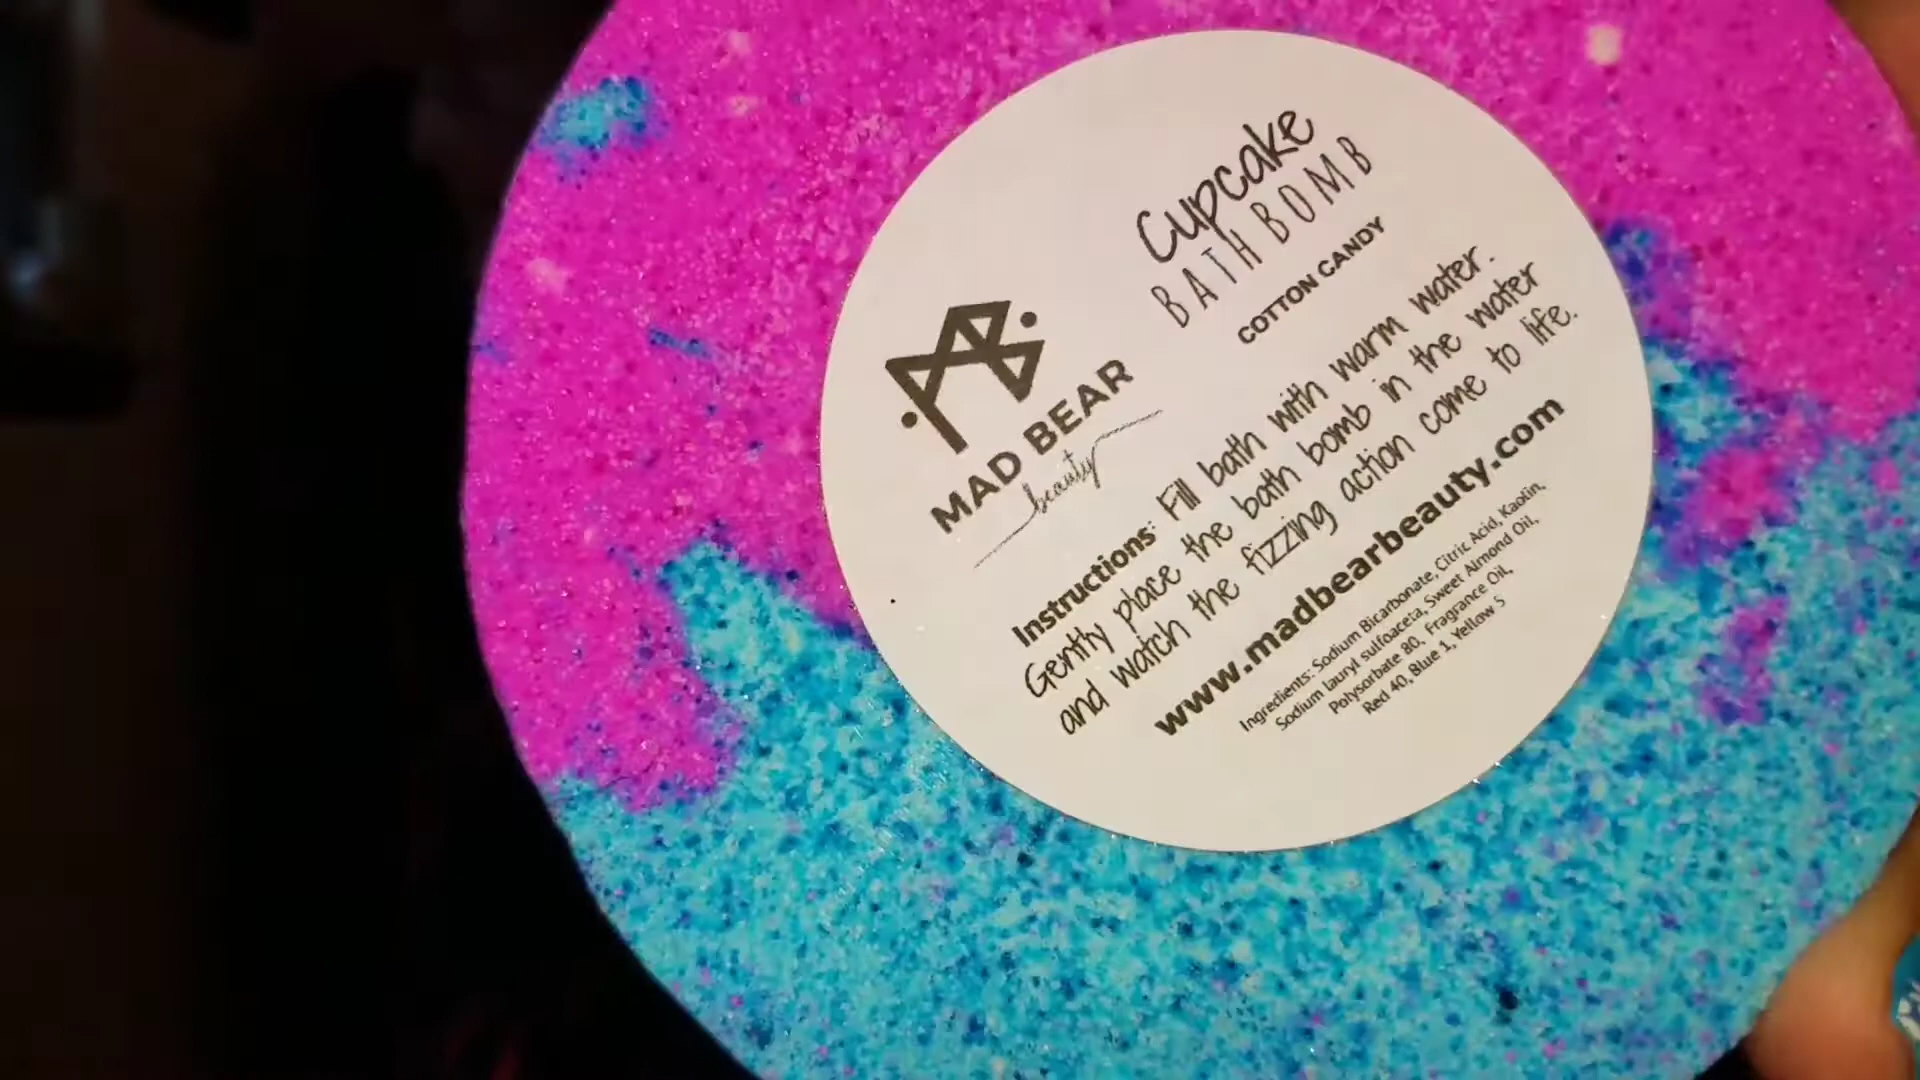 Cupcake
BATH BOMB
COTTON CANDY
MAD BEAR
beauty
Instructions: Fill bath with warm water.
Gently place the bath bomb in the water
and watch the fizzing action come to life.
www.madbearbeauty.com
Ingredients: Sodium Bicarbonate, Citric Acid, Kaolin,
Sodium lauryl sulfoaceta, Sweet Almond Oil,
Polysorbate 80, Fragrance Oil,
Red 40, Blue 1, Yellow 5